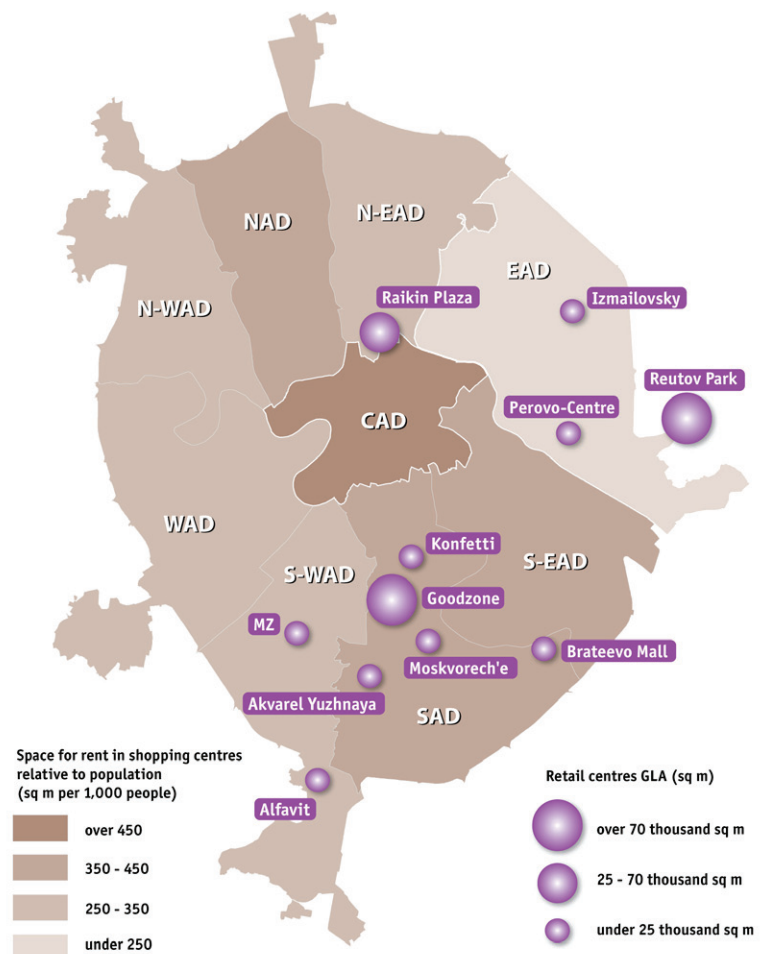 NAD
N-EAD
EAD
Raikin Plaza
Izmailovsky
N-WAD
Reutov Park
Perovo-Centre
CAD
WAD
Konfetti
S-EAD
S-WAD
Goodzone
MZ
Brateevo Mall
Moskvorech'e
Akvarel Yuzhnaya
SAD
Space for rent in shopping centres
relative to population
(sq m per 1,000 people)
over 450
350 - 450
250 - 350
under 250
Alfavit
Retail centres GLA (sq m)
over 70 thousand sq m
25 - 70 thousand sq m
under 25 thousand sq m